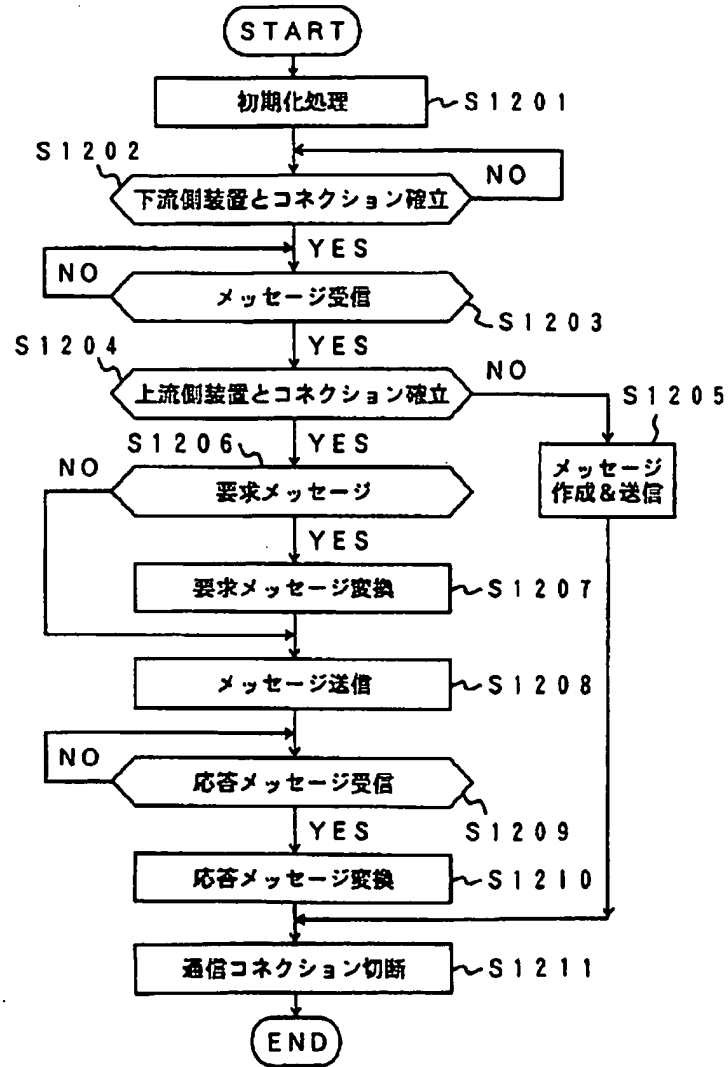 START
初期化処理
S1201
S1202
下流側装置とコネクション確立
NO
YES
NO
メッセージ受信
S1203
YES
S1204
上流側装置とコネクション確立
NO
S1205
メッセージ
作成&送信
YES
S1206
NO
要求メッセージ
YES
要求メッセージ変換
S1207
メッセージ送信
S1208
NO
応答メッセージ受信
S1209
YES
応答メッセージ変換
S1210
通信コネクション切断
S1211
END